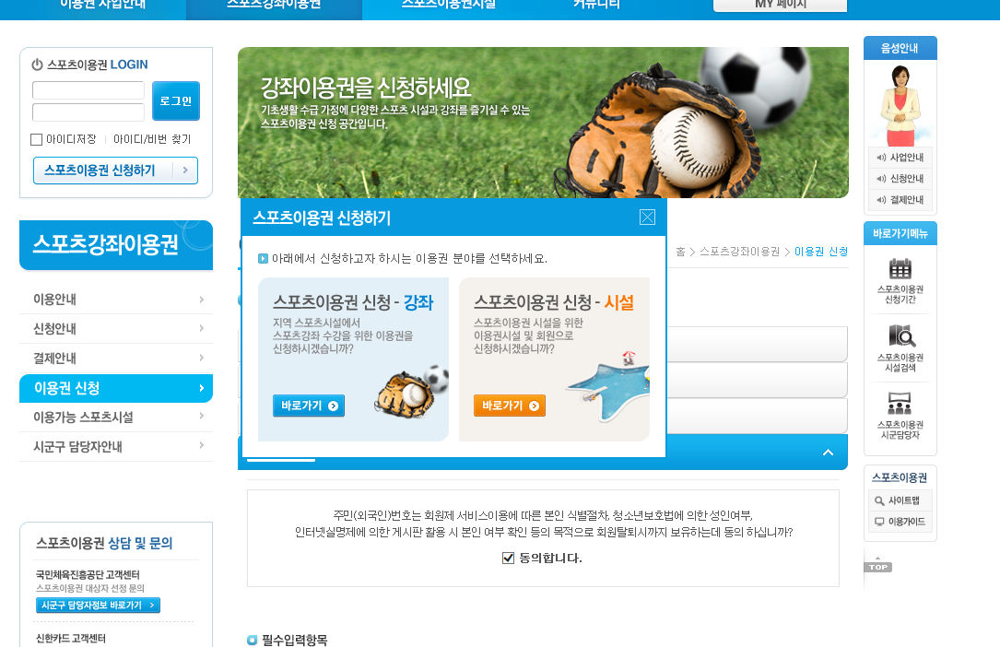 이용권 사업안내
스포츠강좌이용권
스포츠이용권시설
커뮤니티
MY 페이지
스포츠이용권 LOGIN
로그인
아이디저장
아이디/비번 찾기
스포츠이용권 신청하기
강좌이용권을 신청하세요
기초생활 수급 가정에 다양한 스포츠 시설과 강좌를 즐기실 수 있는
스포츠이용권 신청 공간입니다.
음성안내
사업안내
신청안내
결제안내
스포츠강좌이용권
이용안내
신청안내
결제안내
이용권 신청
이용가능 스포츠시설
시군구 담당자안내
홈 > 스포츠강좌이용권 > 이용권 신청
스포츠이용권 신청하기
아래에서 신청하고자 하시는 이용권 분야를 선택하세요.
스포츠이용권 신청 - 강좌
지역 스포츠시설에서
스포츠강좌 수강을 위한 이용권을
신청하시겠습니까?
바로가기
스포츠이용권 신청 - 시설
스포츠이용권 시설을 위한
이용권시설 및 회원으로
신청하시겠습니까?
바로가기
바로가기메뉴
스포츠이용권
신청기간
스포츠이용권
시설검색
스포츠이용권
시군담당자
스포츠이용권
사이트맵
이용가이드
TOP
주민(외국인)번호는 회원제 서비스이용에 따른 본인 식별절차, 청소년보호법에 의한 성인여부,
인터넷실명제에 의한 게시판 활용 시 본인 여부 확인 등의 목적으로 회원탈퇴시까지 보유하는데 동의 하십니까?
동의합니다.
필수입력항목
스포츠이용권 상담 및 문의
국민체육진흥공단 고객센터
스포츠이용권 대상자 선정 문의
시군구 담당자정보 바로가기 >
신한카드 고객센터